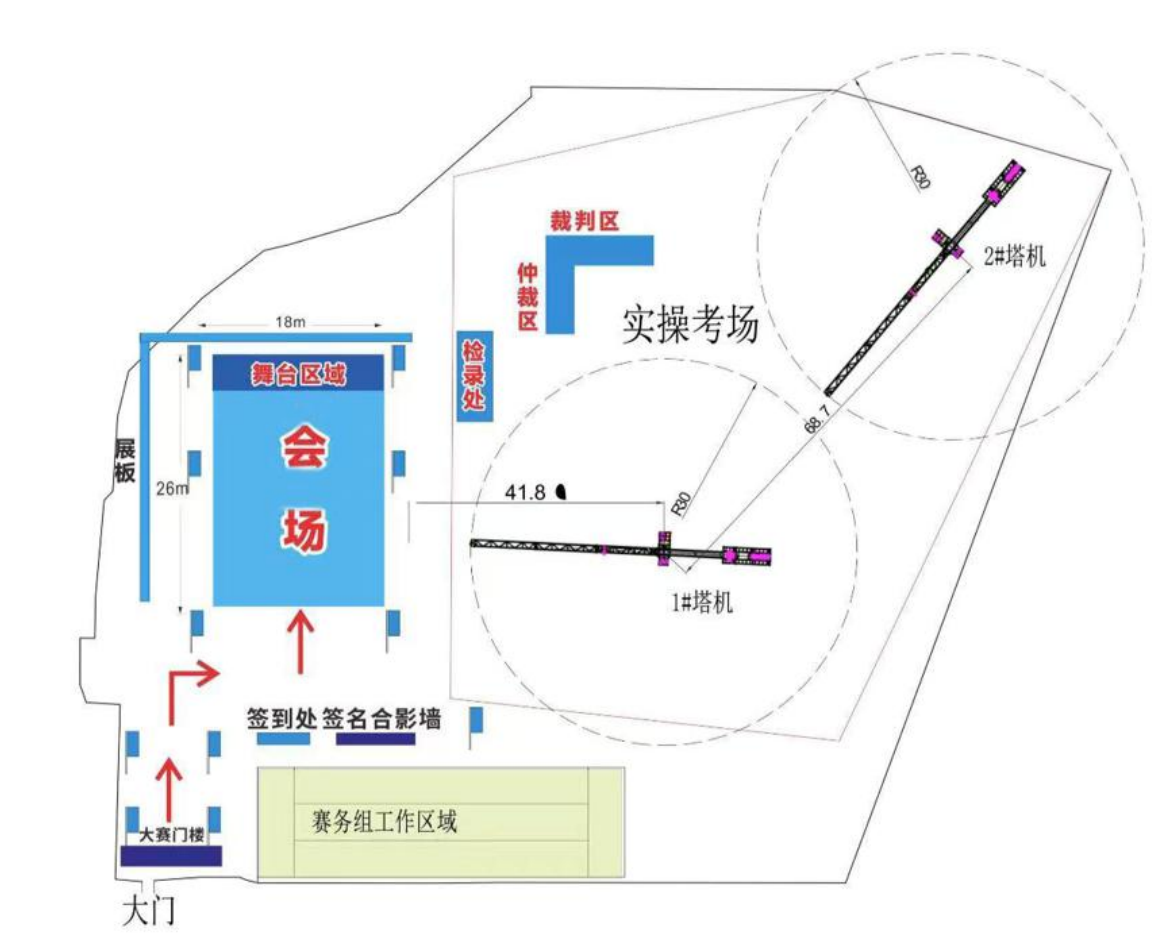 R30
2#塔机
裁判区
仲裁区
实操考场
18m
检录处
舞台区域
会场
展板
26m
68.7
41.8
R30
1#塔机
签到处 签名合影墙
赛务组工作区域
大赛门楼
大门